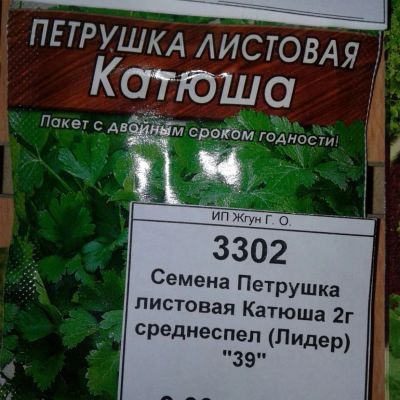 ПЕТРУШКА ЛИСТОВАЯ
Катюша
Пакет с двойным сроком годности!
ИП Жгун Г. О.
3302
Семена Петрушка
листовая Катюша 2г
среднеспел (Лидер)
"39"